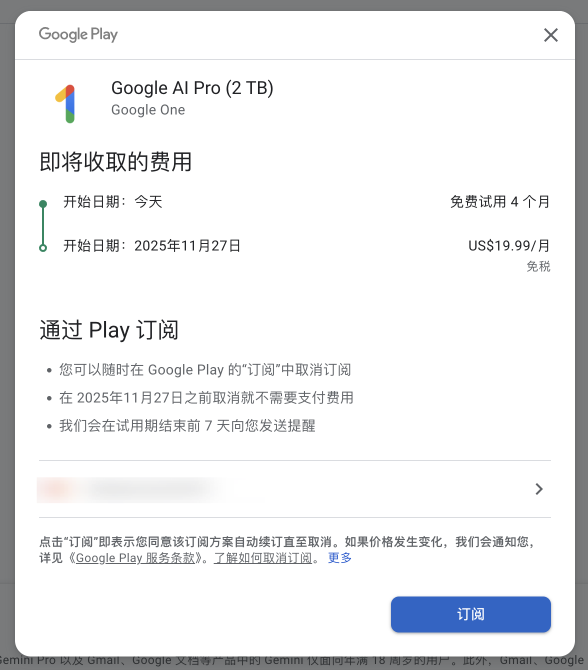 Google Play
Google AI Pro (2 TB)
Google One
即将收取的费用
开始日期：今天
免费试用 4 个月
开始日期：2025年11月27日
US$19.99/月
免税
通过 Play 订阅
• 您可以随时在 Google Play 的“订阅”中取消订阅
• 在 2025年11月27日之前取消就不需要支付费用
• 我们会在试用期结束前 7 天向您发送提醒
点击“订阅”即表示您同意该订阅方案自动续订直至取消。如果价格发生变化，我们会通知您，
详见《Google Play 服务条款》。了解如何取消订阅。 更多
订阅
Gemini Pro 以及 Gmail、Google 文档等产品中的 Gemini 仅面向年满 18 周岁的用户。此外，Gmail、Google